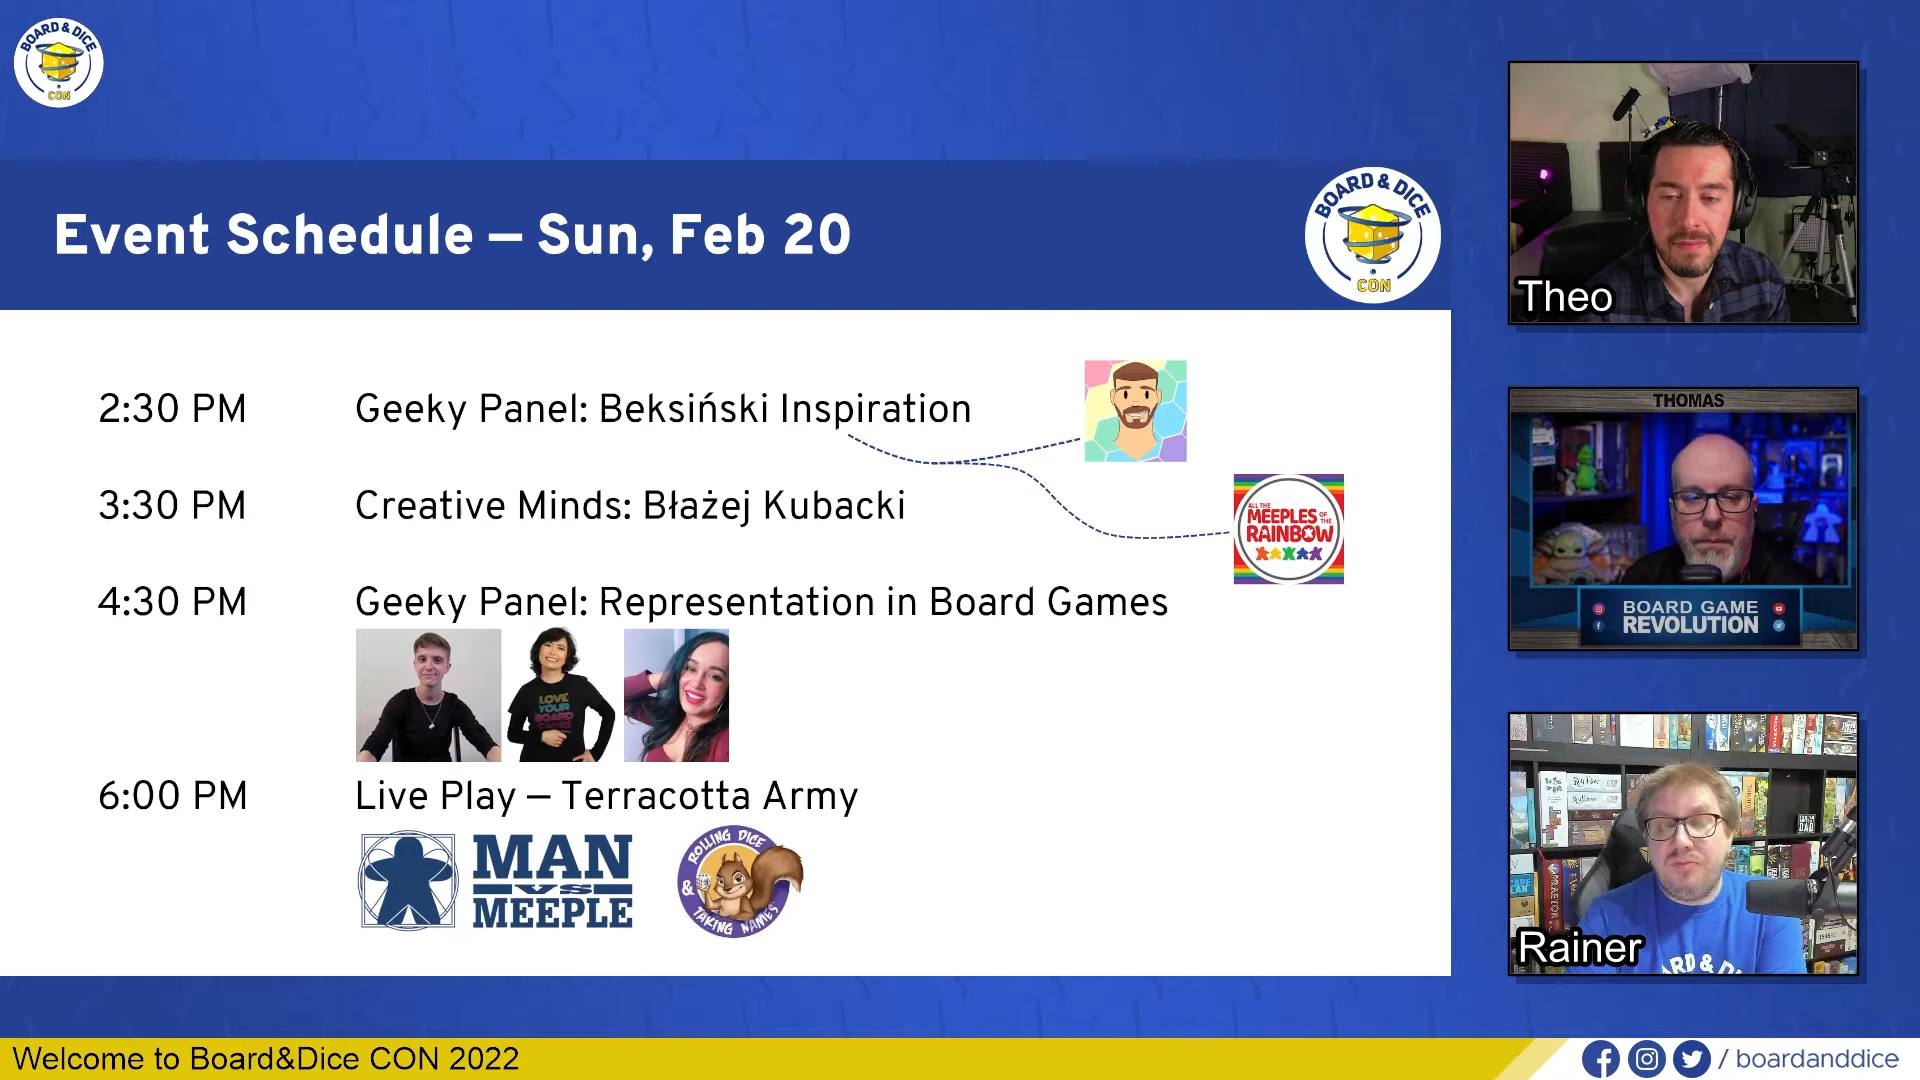 BOARD & DICE
CON
Event Schedule – Sun, Feb 20
BOARD & DICE
CON
2:30 PM Geeky Panel: Beksiński Inspiration
3:30 PM Creative Minds: Błażej Kubacki
ALL THE
MEEPLES OF THE
RAINBOW
4:30 PM Geeky Panel: Representation in Board Games
LOVE
YOUR
BOARD
GAMES
6:00 PM Live Play – Terracotta Army
MAN
VS
MEEPLE
ROLLING DICE
&
TAKING NAMES
Theo
THOMAS
BOARD GAME
REVOLUTION
Rainer
Welcome to Board&Dice CON 2022
/ boardanddice